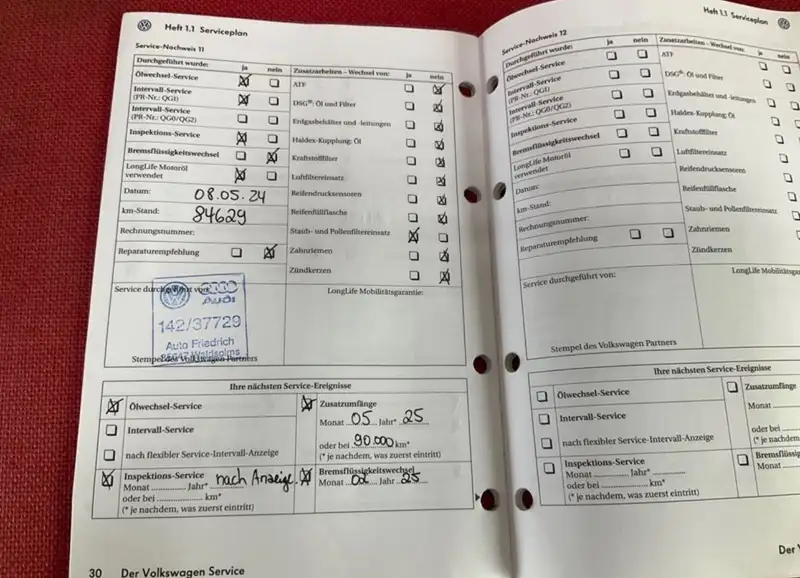 Heft 1.1 Serviceplan
Service-Nachweis 11
Durchgeführt wurde: ja nein
Ölwechsel-Service
Intervall-Service
(PR-Nr.: QG1)
Intervall-Service
(PR-Nr.: QG0/QG2)
Inspektions-Service
Bremsflüssigkeitswechsel
LongLife Motoröl
verwendet
Datum: 08.05.24
km-Stand: 84629
Rechnungsnummer:
Reparaturempfehlung
Zusatzarbeiten – Wechsel von: ja nein
ATF
DSG®: Öl und Filter
Erdgasbehälter und -leitungen
Haldex-Kupplung: Öl
Kraftstofffilter
Luftfiltereinsatz
Reifendrucksensoren
Reifenfüllflasche
Staub- und Pollenfiltereinsatz
Zahnriemen
Zündkerzen
Service durchgeführt von:
Audi
142/37729
Auto Friedrich
Waldsolms
Stempel des Volkswagen Partners
LongLife Mobilitätsgarantie:
Ihre nächsten Service-Ereignisse
Ölwechsel-Service
Intervall-Service
nach flexibler Service-Intervall-Anzeige
Inspektions-Service
Monat Jahr* nach Anzeige.
oder bei km*
(* je nachdem, was zuerst eintritt)
Zusatzumfänge
Monat 05 Jahr* 25
oder bei 90.000 km*
(* je nachdem, was zuerst eintritt)
Bremsflüssigkeitswechsel
Monat 02 Jahr 25
30 Der Volkswagen Service
Heft 1.1 Serviceplan
Service-Nachweis 12
Durchgeführt wurde: ja nein
Ölwechsel-Service
Intervall-Service
(PR-Nr.: QG1)
Intervall-Service
(PR-Nr.: QG0/QG2)
Inspektions-Service
Bremsflüssigkeitswechsel
LongLife Motoröl
verwendet
Datum:
km-Stand:
Rechnungsnummer:
Reparaturempfehlung
Zusatzarbeiten – Wechsel von: ja
ATF
DSG®: Öl und Filter
Erdgasbehälter und -leitungen
Haldex-Kupplung: Öl
Kraftstofffilter
Luftfiltereinsatz
Reifendrucksensoren
Reifenfüllflasche
Staub- und Pollenfiltereinsatz
Zahnriemen
Zündkerzen
Service durchgeführt von:
Stempel des Volkswagen Partners
LongLife Mobilitätsgara
Ihre nächsten Service-Ereignisse
Ölwechsel-Service
Intervall-Service
nach flexibler Service-Intervall-Anzeige
Inspektions-Service
Monat Jahr*
oder bei km*
(* je nachdem, was zuerst eintritt)
Zusatzumfänge
Monat
oder bei
(* je nachdem
Bremsflüssig
Monat
Der V